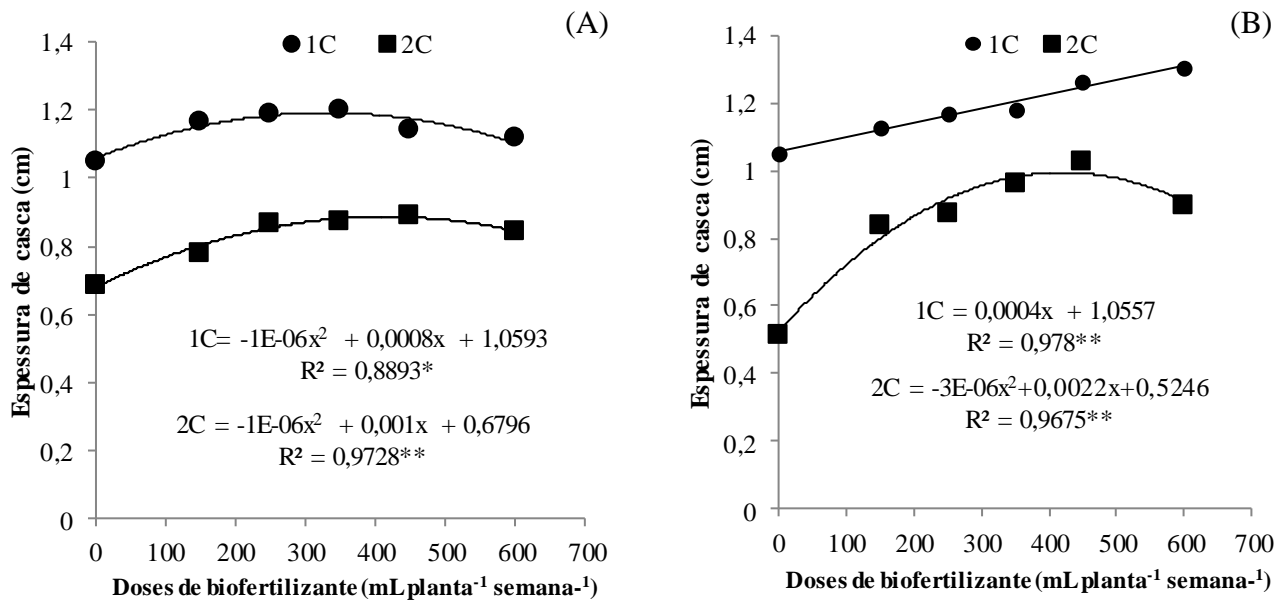 (A)
1C 2C
Espessura de casca (cm)
1,4
1,2
1
0,8
0,6
0,4
0,2
0
1C= -1E-06x² + 0,0008x + 1,0593
R² = 0,8893*
2C = -1E-06x² + 0,001x + 0,6796
R² = 0,9728**
0 100 200 300 400 500 600 700
Doses de biofertilizante (mL planta⁻¹ semana-¹)
(B)
1C 2C
Espessura de casca (cm)
1,4
1,2
1
0,8
0,6
0,4
0,2
0
1C = 0,0004x + 1,0557
R² = 0,978**
2C = -3E-06x²+0,0022x+0,5246
R² = 0,9675**
0 100 200 300 400 500 600 700
Doses de biofertilizante (mL planta⁻¹ semana-¹)